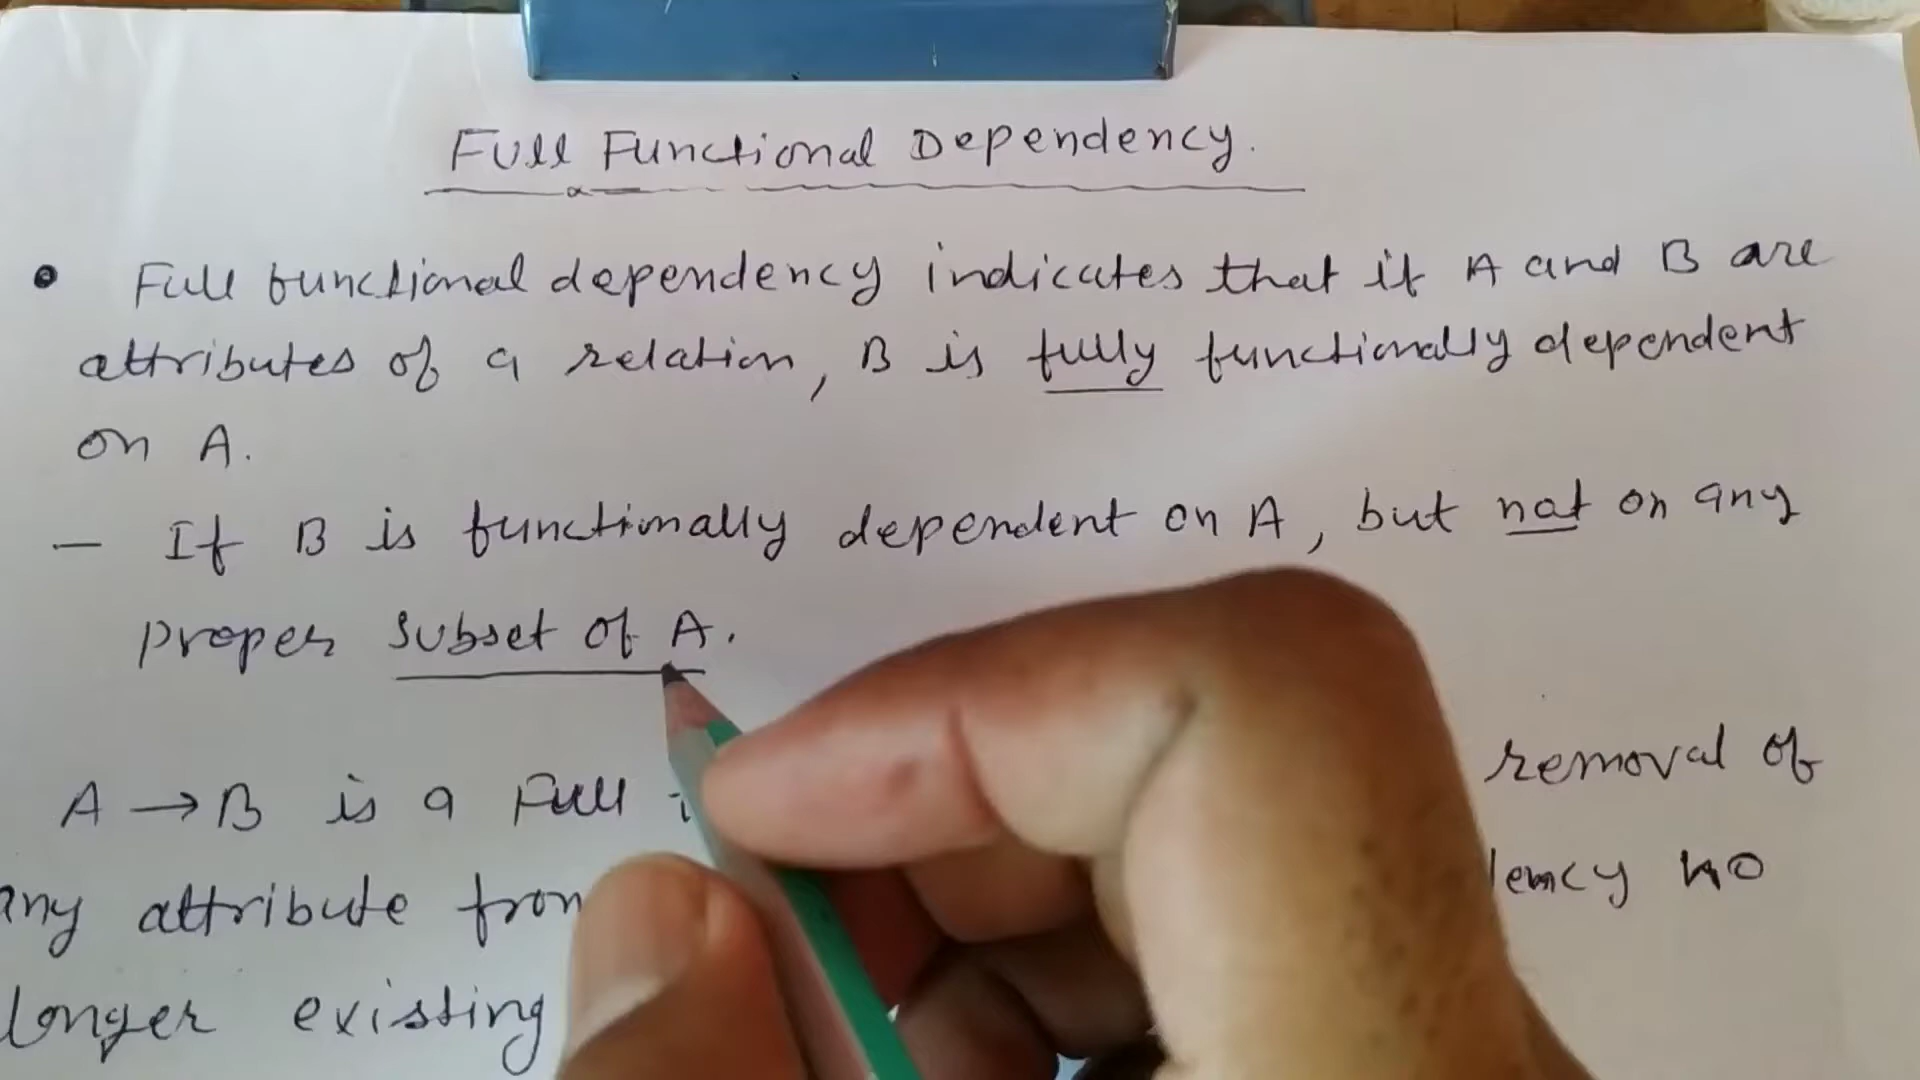 Full Functional Dependency.
• Full functional dependency indicates that if A and B are
attributes of a relation, B is fully functionally dependent
on A.
– If B is functionally dependent on A, but not on any
proper subset of A.
A → B is a Full removal of
any attribute from no
longer existing